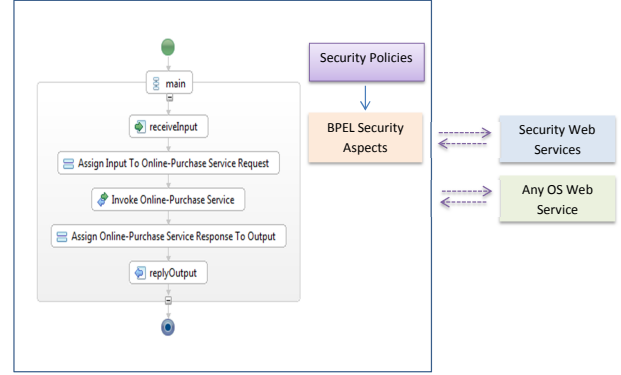 main
receiveInput
Assign Input To Online-Purchase Service Request
Invoke Online-Purchase Service
Assign Online-Purchase Service Response To Output
replyOutput
Security Policies
BPEL Security
Aspects
Security Web
Services
Any OS Web
Service